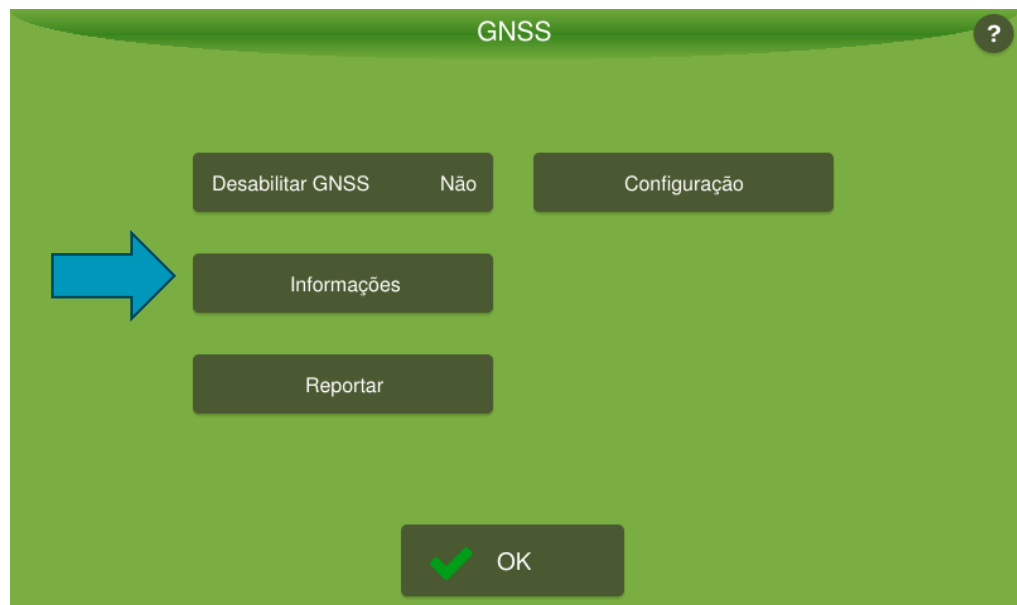 GNSS
?
Desabilitar GNSS Não
Configuração
Informações
Reportar
OK